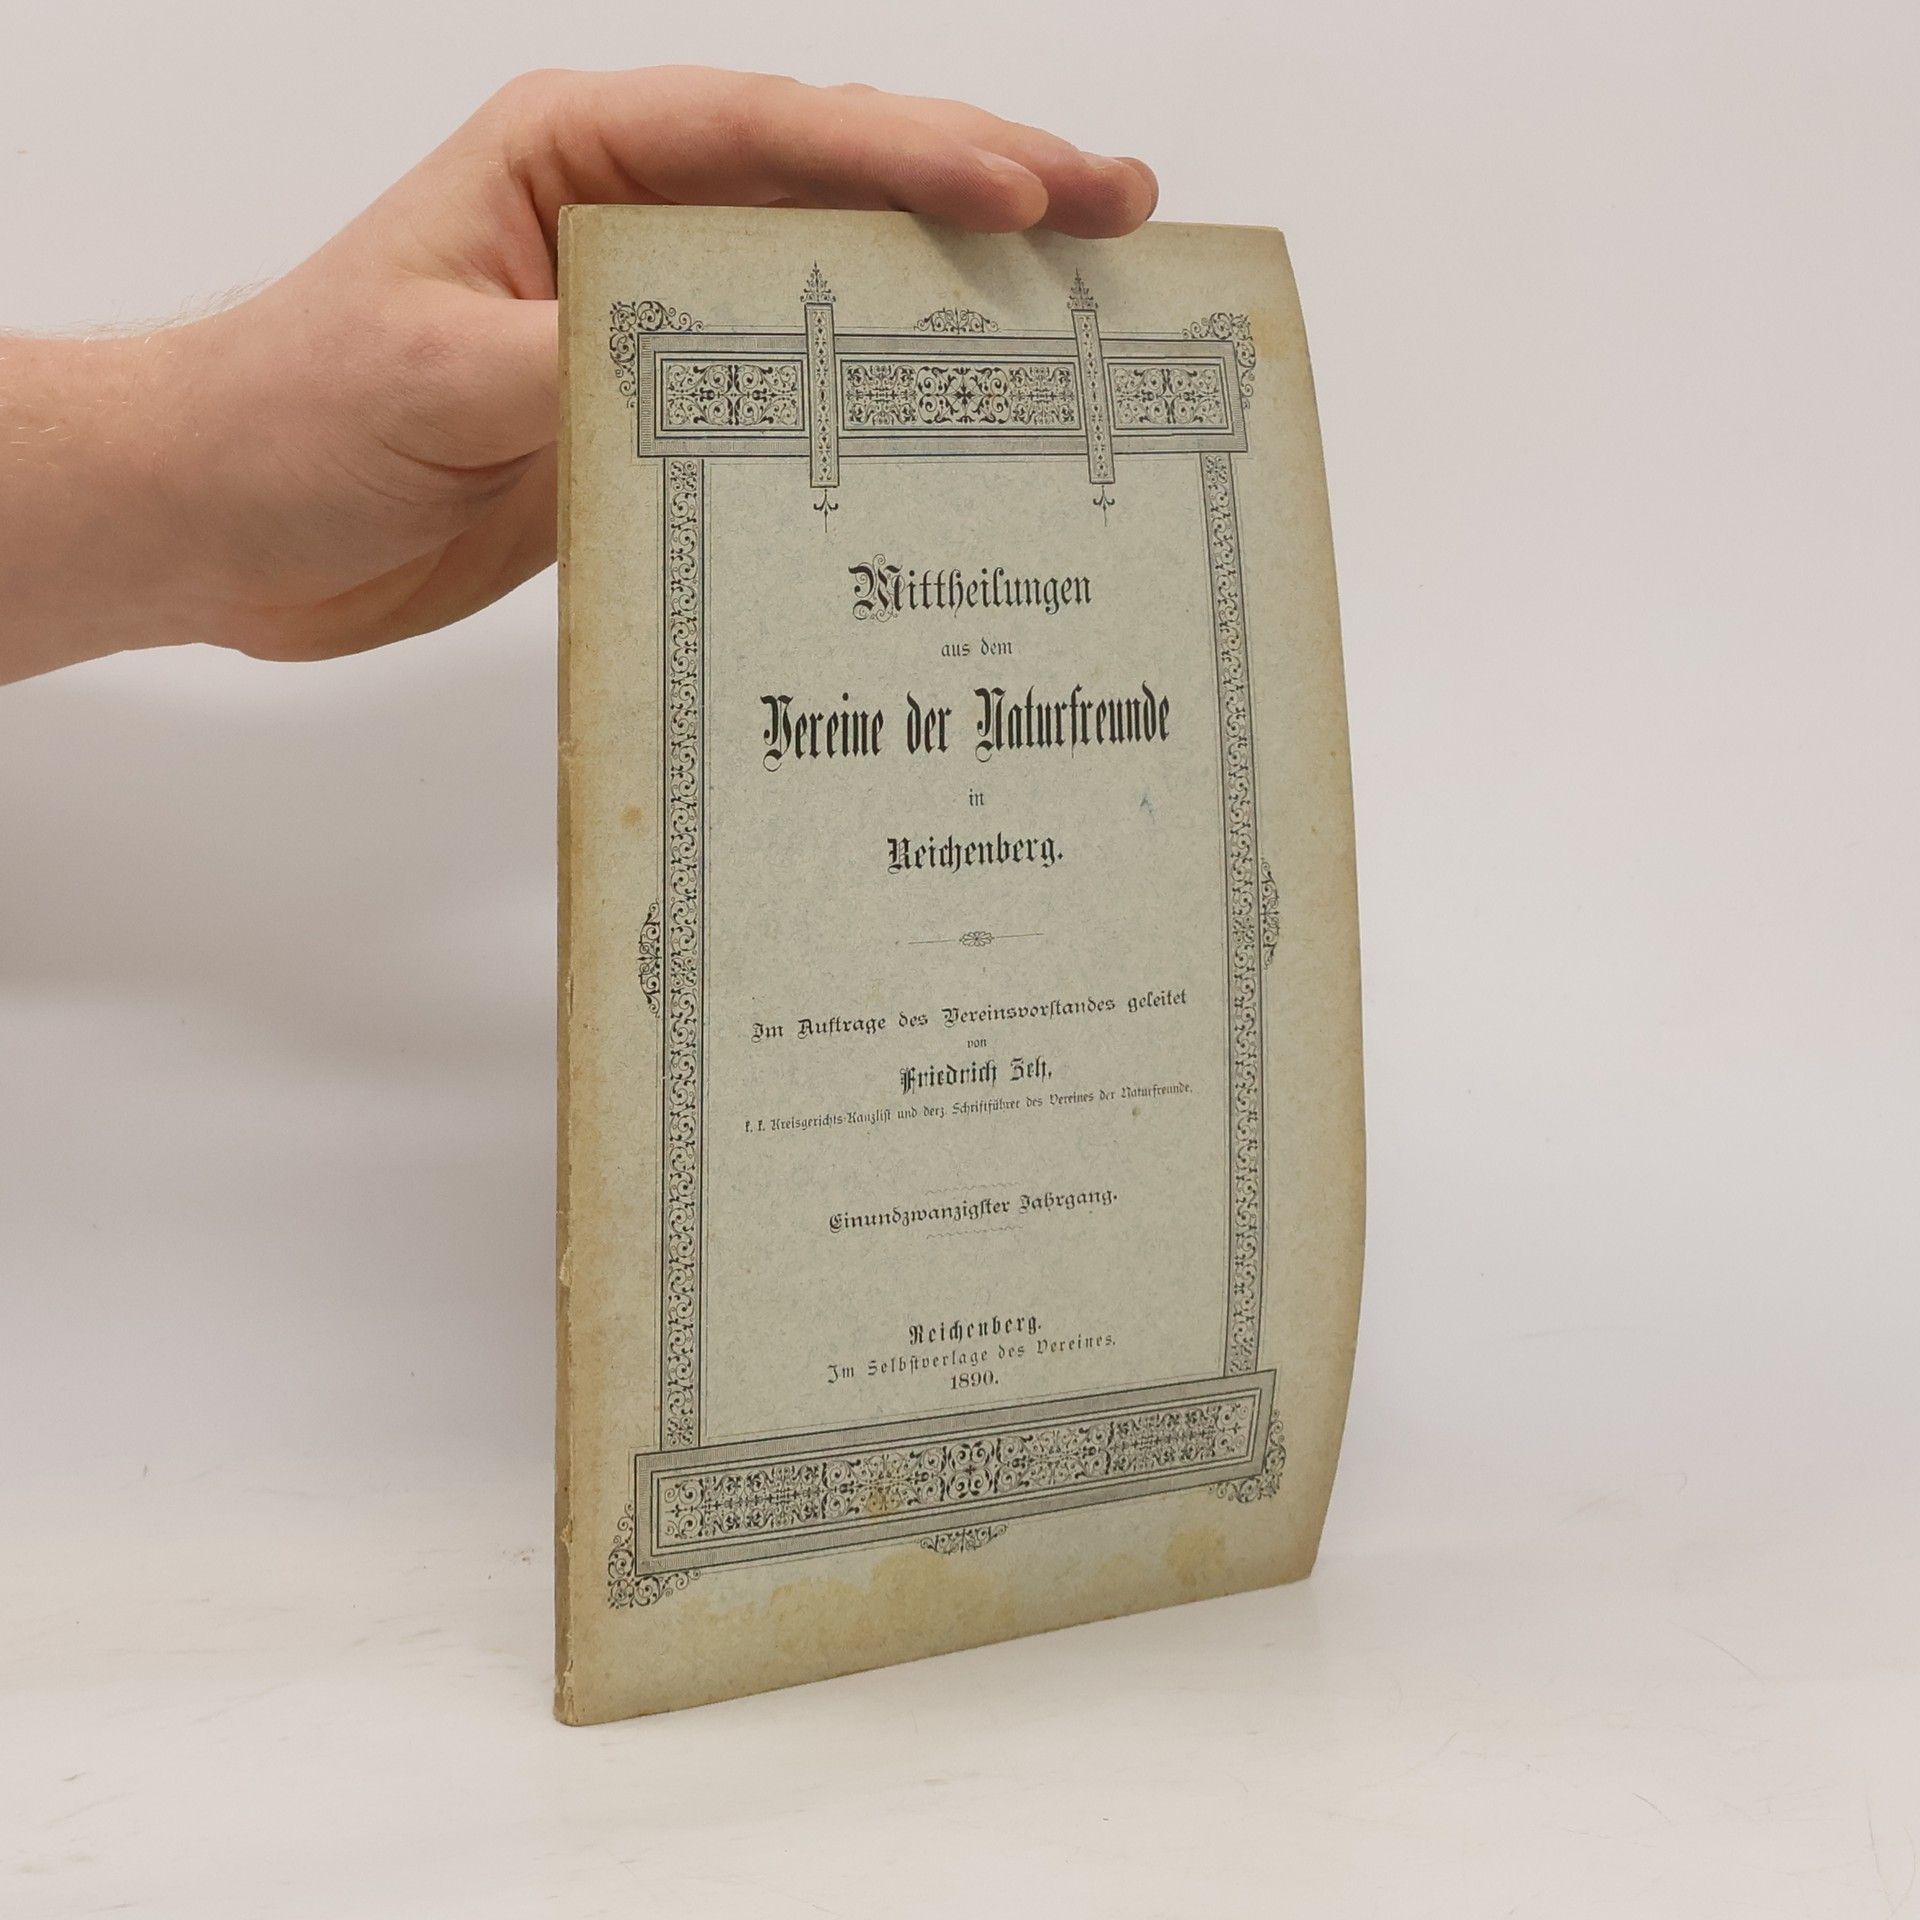 Mittheilungen
aus dem
Vereine der Naturfreunde
in
Reichenberg.
Im Auftrage des Vereinsvorstandes geleitet
von
Friedrich Zeh,
k. k. Kreisgerichts-Kanzlist und derz. Schriftführer des Vereines der Naturfreunde.
Einundzwanzigster Jahrgang.
Reichenberg.
Im Selbstverlage des Vereines.
1890.